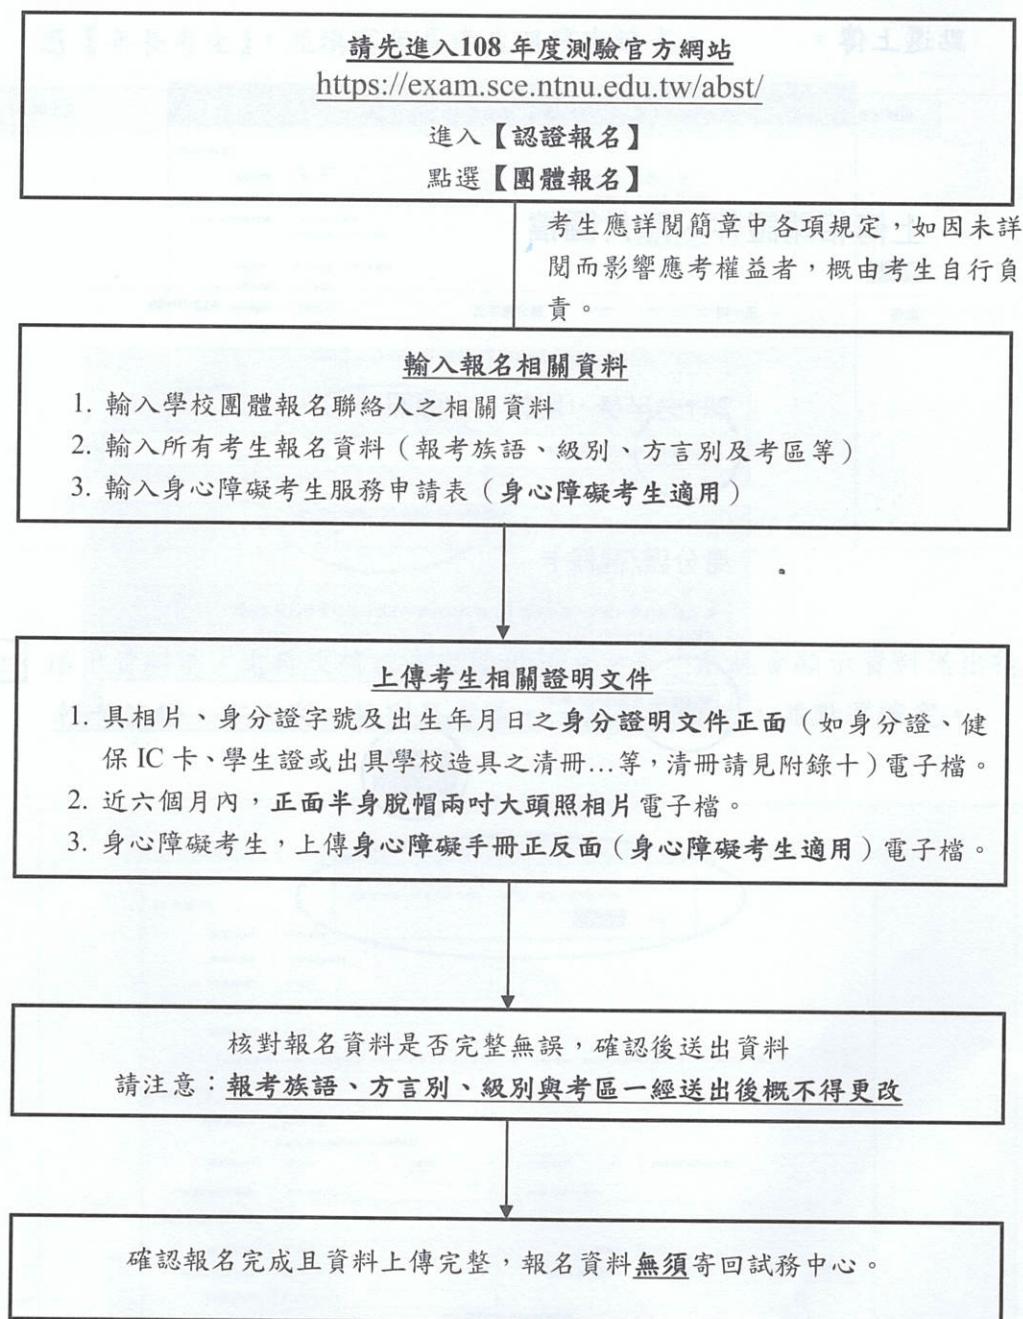 請先進入108 年度測驗官方網站
https://exam.sce.ntnu.edu.tw/abst/
進入【認證報名】
點選【團體報名】
考生應詳閱簡章中各項規定，如因未詳
閱而影響應考權益者，概由考生自行負
責。
輸入報名相關資料
1. 輸入學校團體報名聯絡人之相關資料
2. 輸入所有考生報名資料（報考族語、級別、方言別及考區等）
3. 輸入身心障礙考生服務申請表（身心障礙考生適用）
上傳考生相關證明文件
1. 具相片、身分證字號及出生年月日之身分證明文件正面（如身分證、健
保 IC 卡、學生證或出具學校造具之清冊...等，清冊請見附錄十）電子檔。
2. 近六個月內，正面半身脫帽兩吋大頭照相片電子檔。
3. 身心障礙考生，上傳身心障礙手冊正反面（身心障礙考生適用）電子檔。
核對報名資料是否完整無誤，確認後送出資料
請注意：報考族語、方言別、級別與考區一經送出後概不得更改
確認報名完成且資料上傳完整，報名資料無須寄回試務中心。